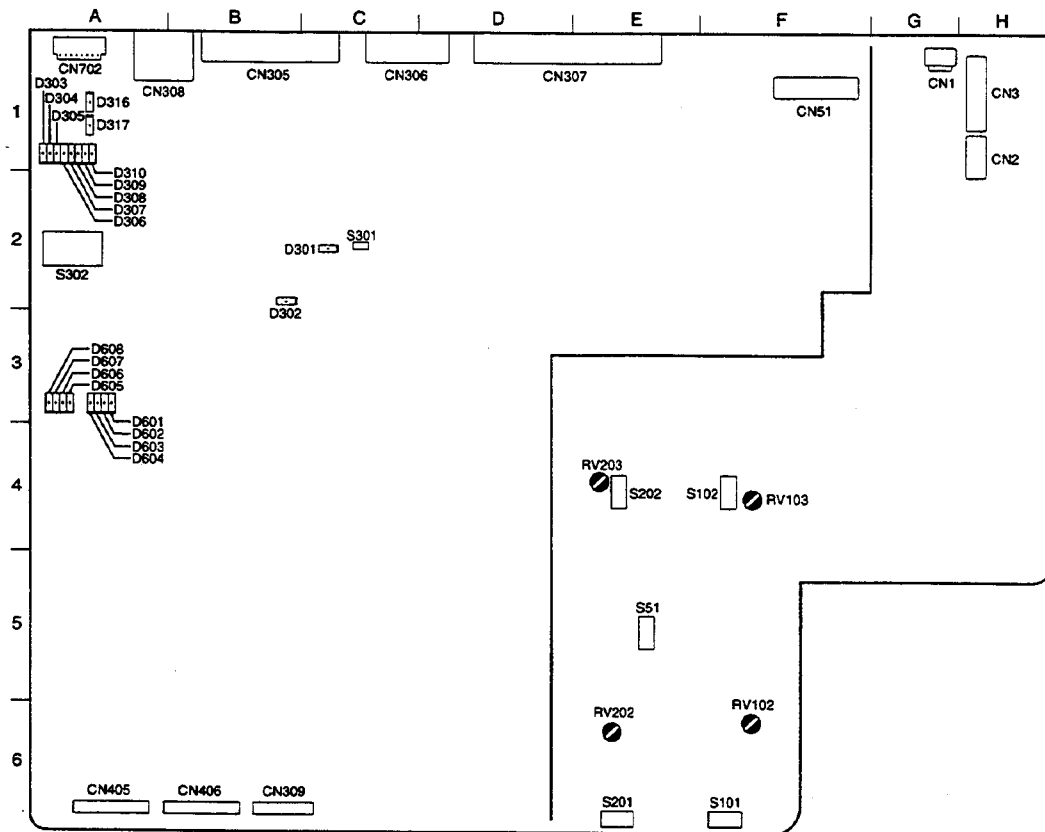 A B C D E F G H
CN702
CN308
CN305
CN306
CN307
CN51
CN1
CN3
CN2
1
D303
D304
D305
D316
D317
D310
D309
D308
D307
D306
2
S302
D301
S301
D302
3
D608
D607
D606
D605
D601
D602
D603
D604
4
RV203
S202
S102
RV103
5
S51
6
RV202
RV102
CN405
CN406
CN309
S201
S101